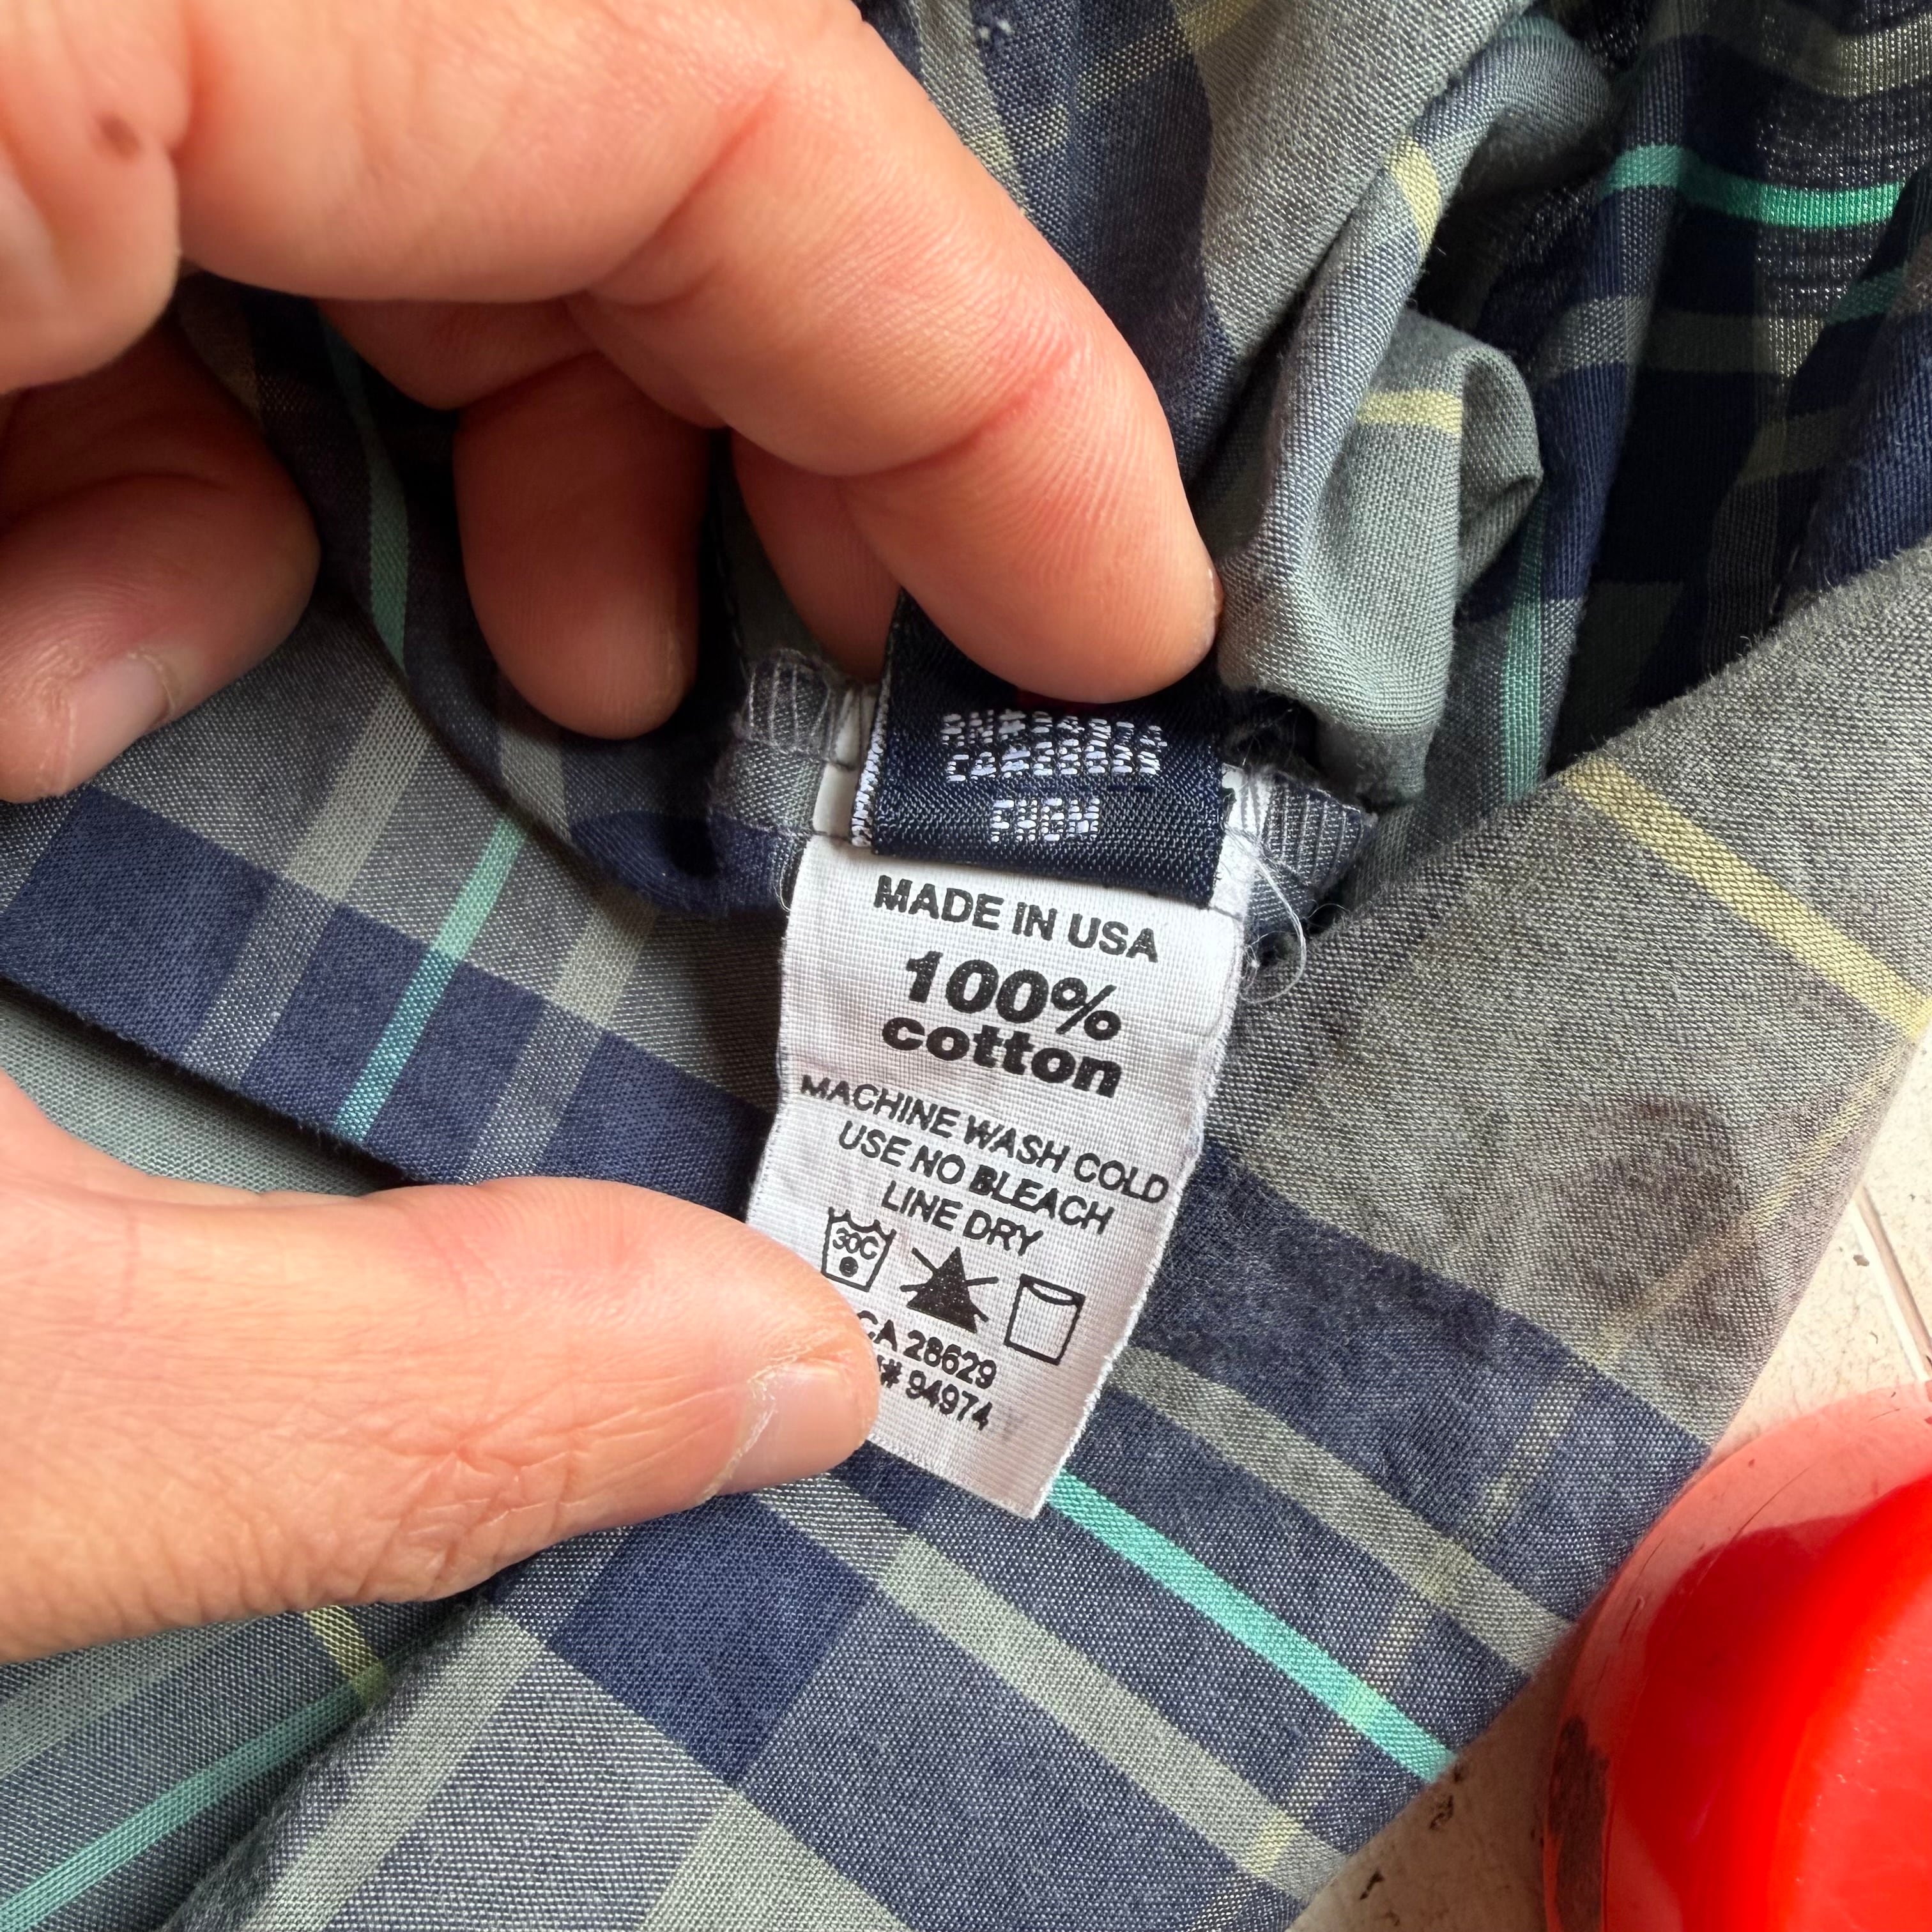 MADE IN USA
100%
cotton
MACHINE WASH COLD
USE NO BLEACH
LINE DRY
30C
CA 28629
# 94974